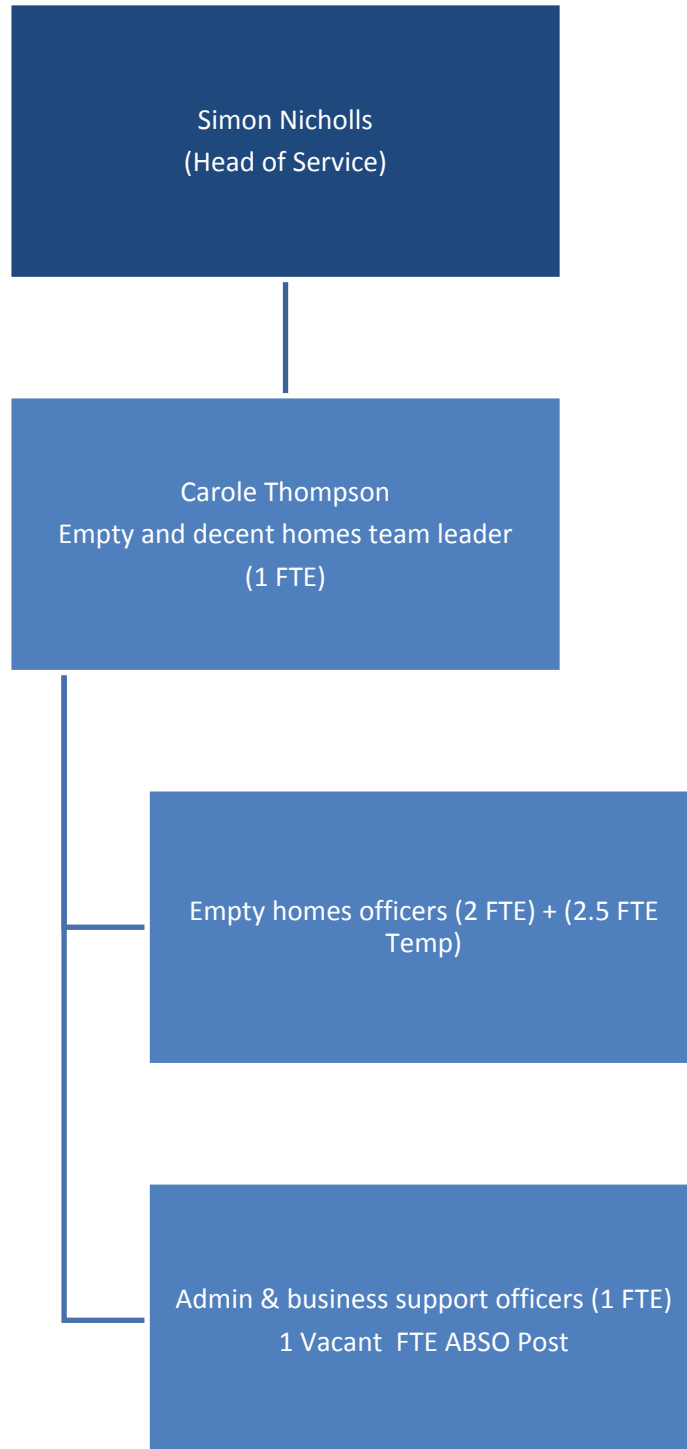 Simon Nicholls
(Head of Service)
Carole Thompson
Empty and decent homes team leader
(1 FTE)
Empty homes officers (2 FTE) + (2.5 FTE
Temp)
Admin & business support officers (1 FTE)
1 Vacant  FTE ABSO Post